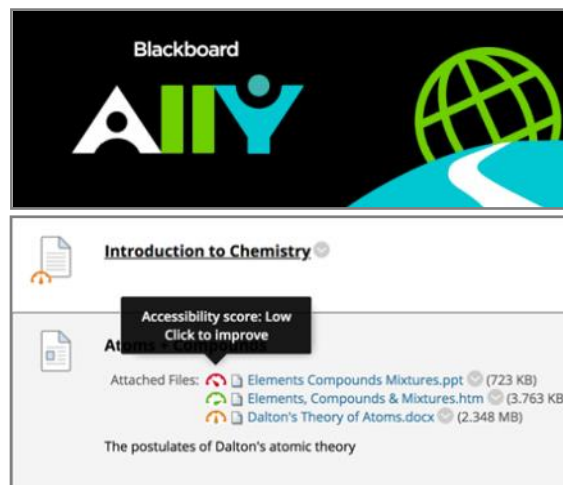 Blackboard
Ally
Introduction to Chemistry
Accessibility score: Low
Click to improve
Atoms + Compounds
Attached Files: Elements Compounds Mixtures.ppt (723 KB)
Elements, Compounds & Mixtures.htm (3.763 KB
Dalton's Theory of Atoms.docx (2.348 MB)
The postulates of Dalton's atomic theory